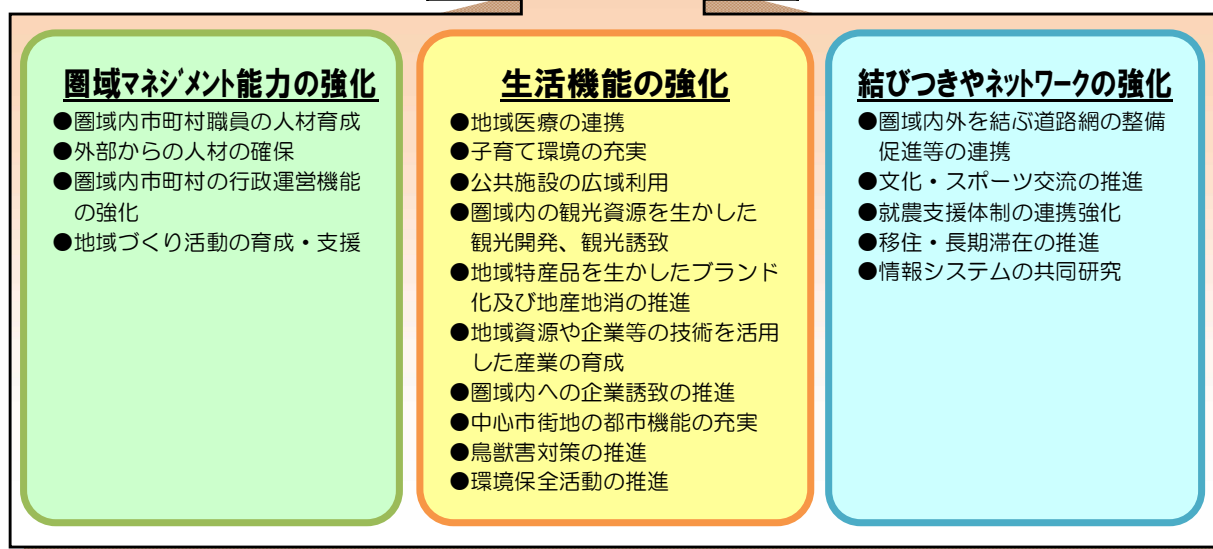 圏域マネジメント能力の強化
●圏域内市町村職員の人材育成
●外部からの人材の確保
●圏域内市町村の行政運営機能
の強化
●地域づくり活動の育成・支援
生活機能の強化
●地域医療の連携
●子育て環境の充実
●公共施設の広域利用
●圏域内の観光資源を生かした
観光開発、観光誘致
●地域特産品を生かしたブランド
化及び地産地消の推進
●地域資源や企業等の技術を活用
した産業の育成
●圏域内への企業誘致の推進
●中心市街地の都市機能の充実
●鳥獣害対策の推進
●環境保全活動の推進
結びつきやネットワークの強化
●圏域内外を結ぶ道路網の整備
促進等の連携
●文化・スポーツ交流の推進
●就農支援体制の連携強化
●移住・長期滞在の推進
●情報システムの共同研究